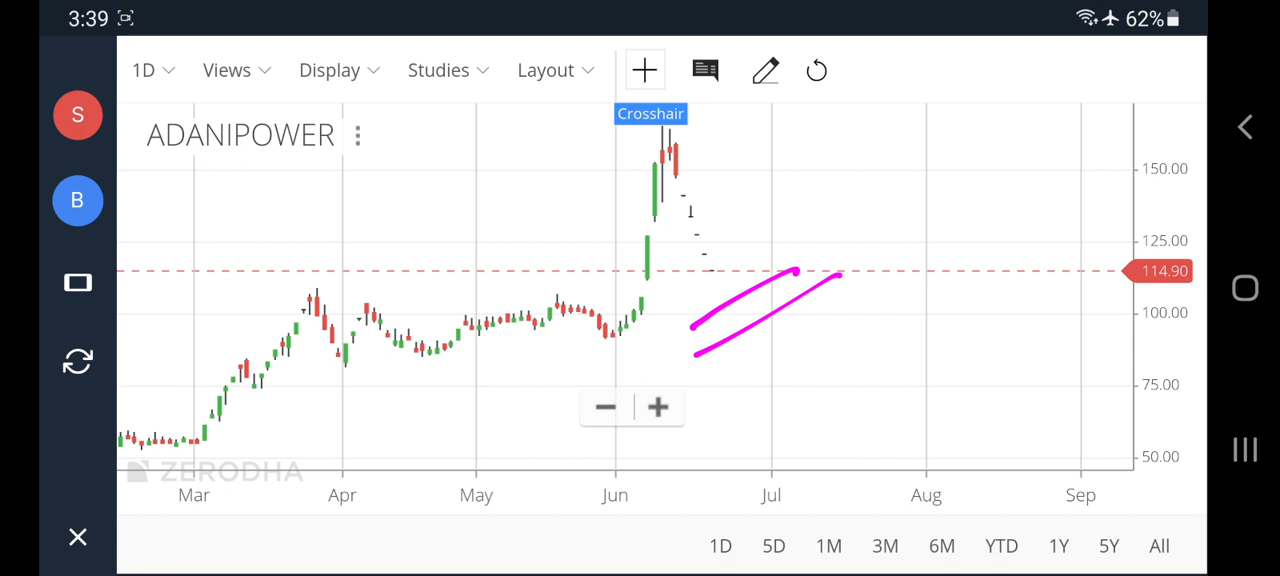 3:39 62%
1D Views Display Studies Layout
Crosshair
S
ADANIPOWER
150.00
B
125.00
114.90
100.00
75.00
50.00
ZERODHA
Mar Apr May Jun Jul Aug Sep
1D 5D 1M 3M 6M YTD 1Y 5Y All